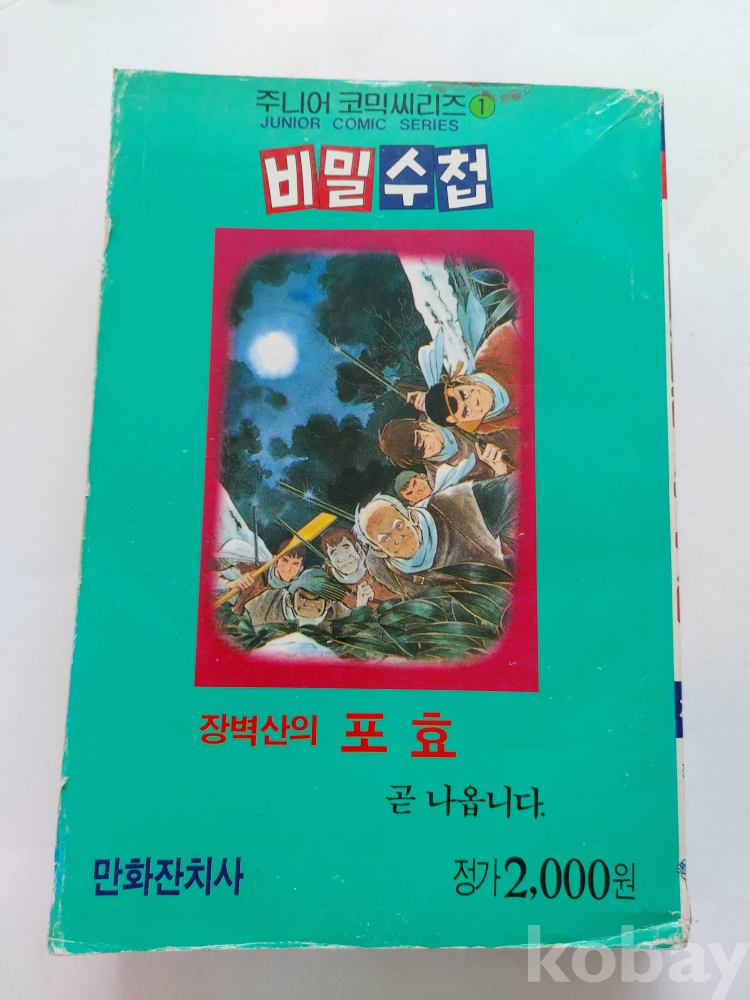 주니어 코믹씨리즈 1
JUNIOR COMIC SERIES
비밀수첩
장벽산의 포효
곧 나옵니다.
만화잔치사
정가 2,000원
kobay